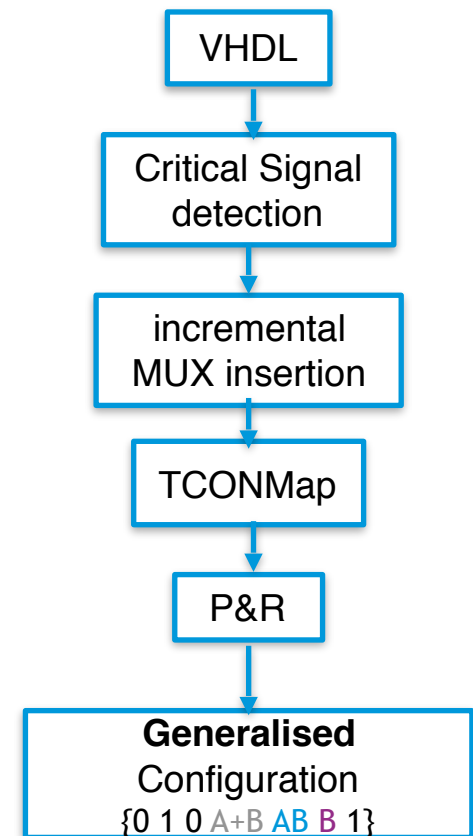 VHDL
Critical Signal
detection
incremental
MUX insertion
TCONMap
P&R
Generalised
Configuration
{0 1 0 A+B AB B 1}